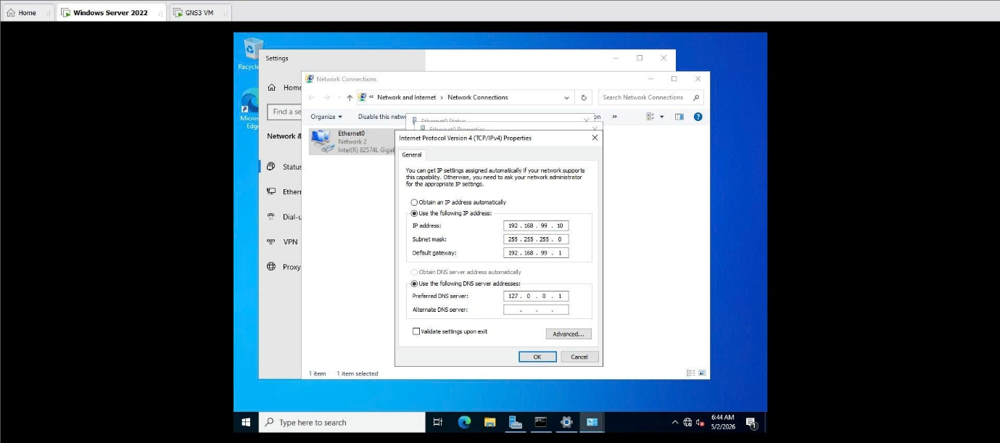 Home
Windows Server 2022
GNS3 VM
Recycle
Settings
Network Connections
Home
Network and Internet › Network Connections
Search Network Connections
Find a se
Organize
Disable this netw
on
»
Micros
Edge
Ethernet0 Status
Ethernet0 Properties
Network &
Ethernet0
Network 2
Intel(R) 82574L Gigab
Internet Protocol Version 4 (TCP/IPv4) Properties
General
You can get IP settings assigned automatically if your network supports
this capability. Otherwise, you need to ask your network administrator
for the appropriate IP settings.
Status
Ethern
Dial-u
VPN
Proxy
Obtain an IP address automatically
Use the following IP address:
IP address: 192 . 168 . 99 . 10
Subnet mask: 255 . 255 . 255 . 0
Default gateway: 192 . 168 . 99 . 1
Obtain DNS server address automatically
Use the following DNS server addresses:
Preferred DNS server: 127 . 0 . 0 . 1
Alternate DNS server: . . .
Validate settings upon exit
Advanced...
OK
Cancel
1 item
1 item selected
Type here to search
6:44 AM
5/2/2026
1